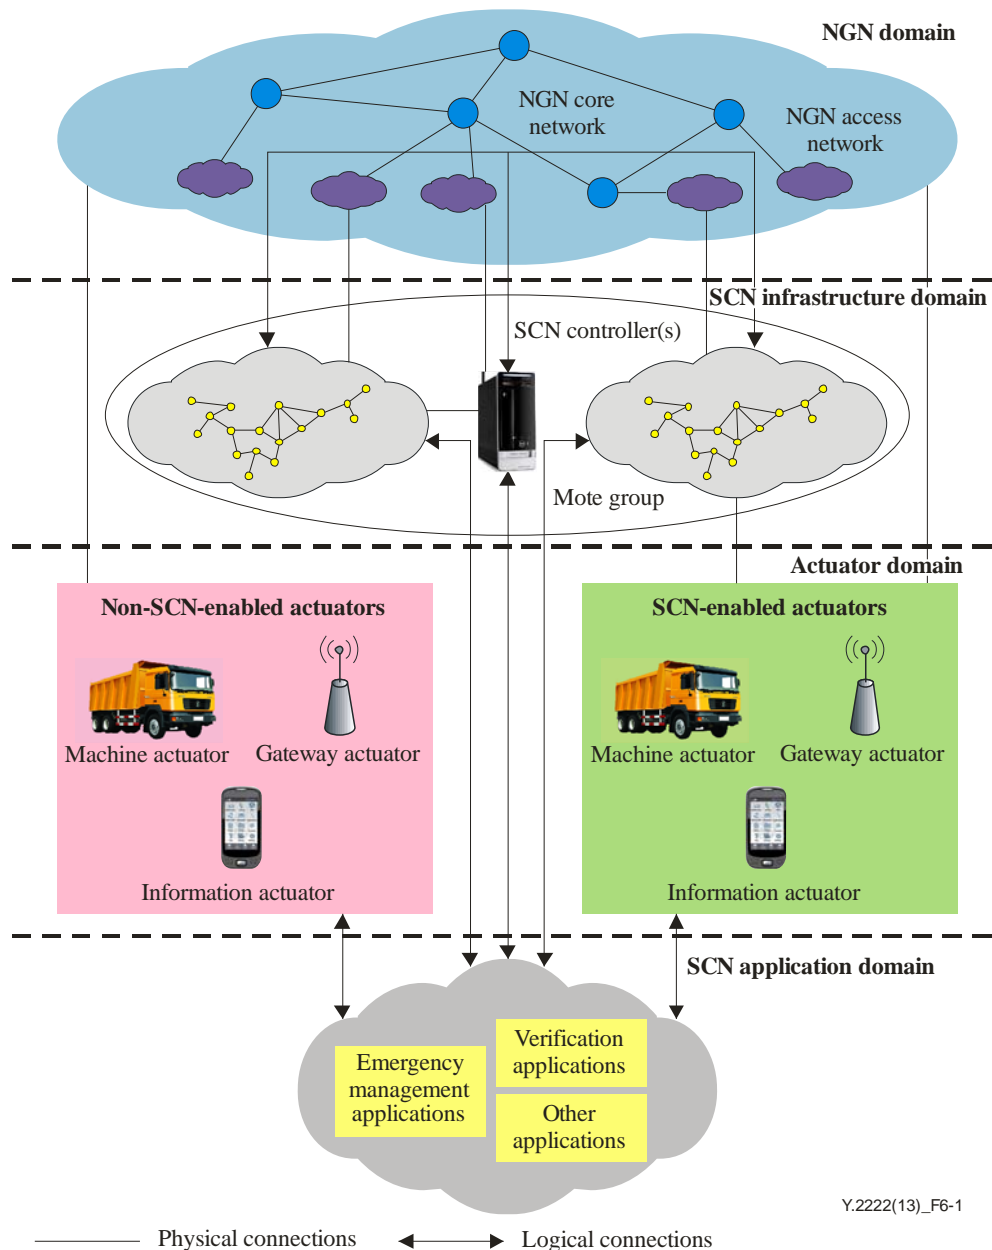 NGN domain
NGN core
network
NGN access
network
SCN infrastructure domain
SCN controller(s)
Mote group
Actuator domain
Non-SCN-enabled actuators
SCN-enabled actuators
Machine actuator
Gateway actuator
Machine actuator
Gateway actuator
Information actuator
Information actuator
SCN application domain
Emergency
management
applications
Verification
applications
Other
applications
Y.2222(13)_F6-1
Physical connections
Logical connections